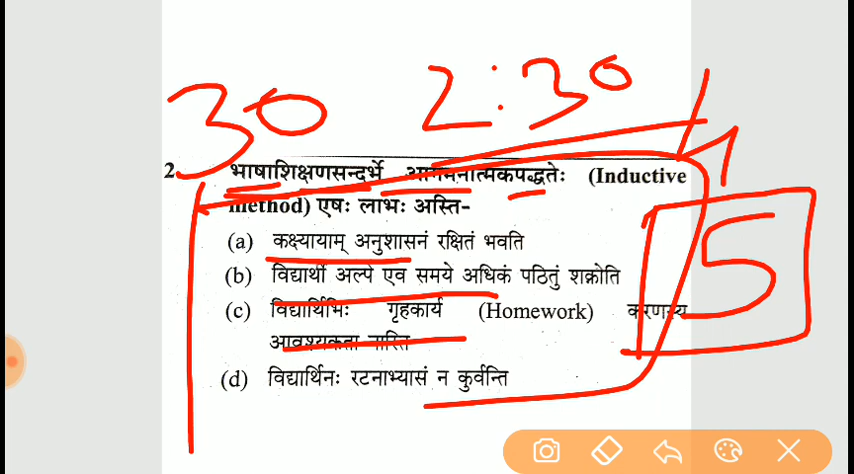 30 2:30
2. भाषाशिक्षणसन्दर्भे आगमनात्मकपद्धतेः (Inductive
method) एषः लाभः अस्ति-
(a) कक्ष्यायाम् अनुशासनं रक्षितं भवति
(b) विद्यार्थी अल्पे एव समये अधिकं पठितुं शक्नोति
(c) विद्यार्थिभिः गृहकार्य (Homework) करणस्य
आवश्यकता नास्ति
(d) विद्यार्थिनः रटनाभ्यासं न कुर्वन्ति
5